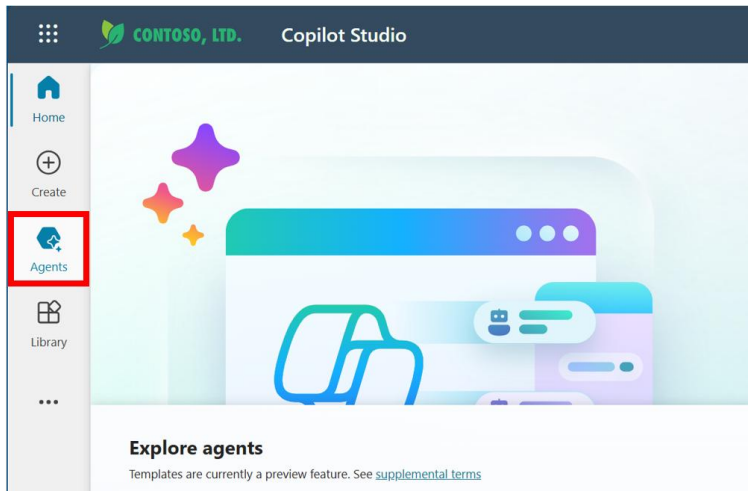 CONTOSO, LTD. Copilot Studio
Home
Create
Agents
Library
Explore agents
Templates are currently a preview feature. See supplemental terms